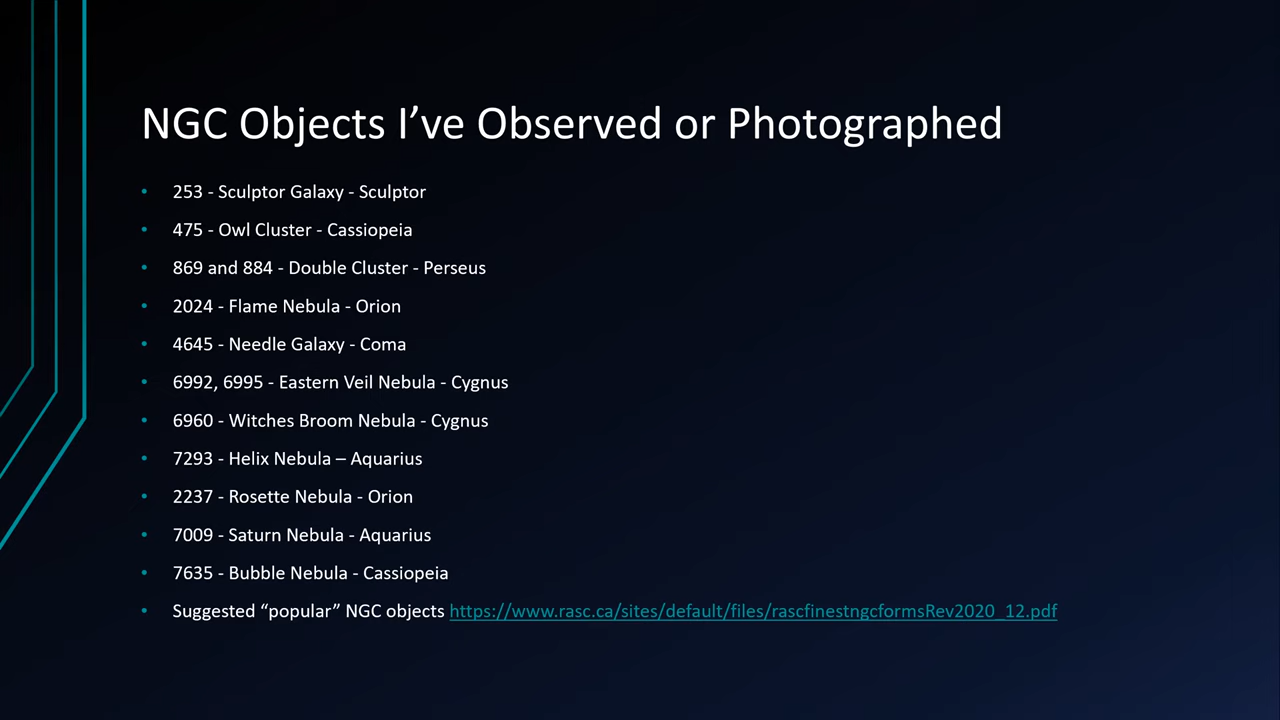 NGC Objects I’ve Observed or Photographed
• 253 - Sculptor Galaxy - Sculptor
• 475 - Owl Cluster - Cassiopeia
• 869 and 884 - Double Cluster - Perseus
• 2024 - Flame Nebula - Orion
• 4645 - Needle Galaxy - Coma
• 6992, 6995 - Eastern Veil Nebula - Cygnus
• 6960 - Witches Broom Nebula - Cygnus
• 7293 - Helix Nebula – Aquarius
• 2237 - Rosette Nebula - Orion
• 7009 - Saturn Nebula - Aquarius
• 7635 - Bubble Nebula - Cassiopeia
• Suggested “popular” NGC objects https://www.rasc.ca/sites/default/files/rascfinestngcformsRev2020_12.pdf